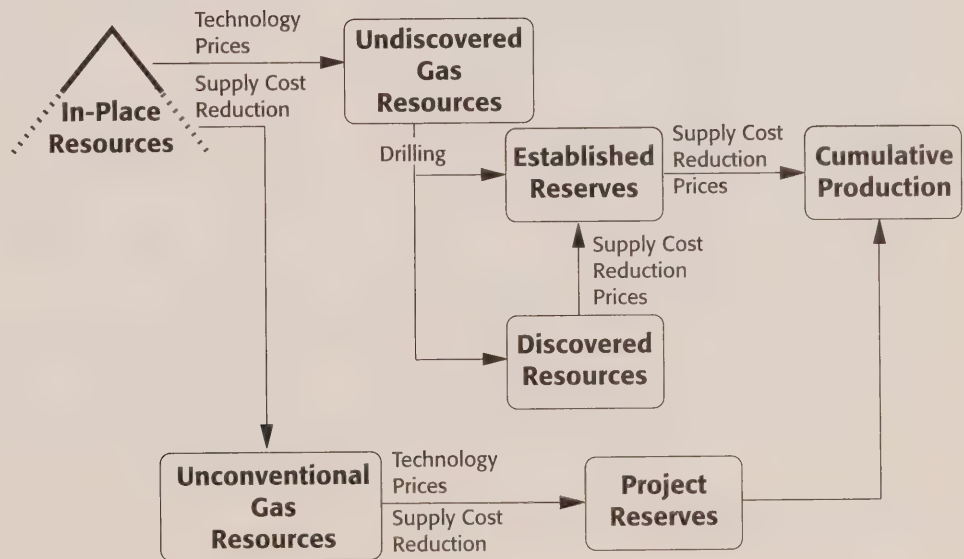 Technology
Prices
Supply Cost
Reduction
In-Place
Resources
Undiscovered
Gas
Resources
Drilling
Established
Reserves
Supply Cost
Reduction
Prices
Cumulative
Production
Supply Cost
Reduction
Prices
Discovered
Resources
Unconventional
Gas
Resources
Technology
Prices
Supply Cost
Reduction
Project
Reserves